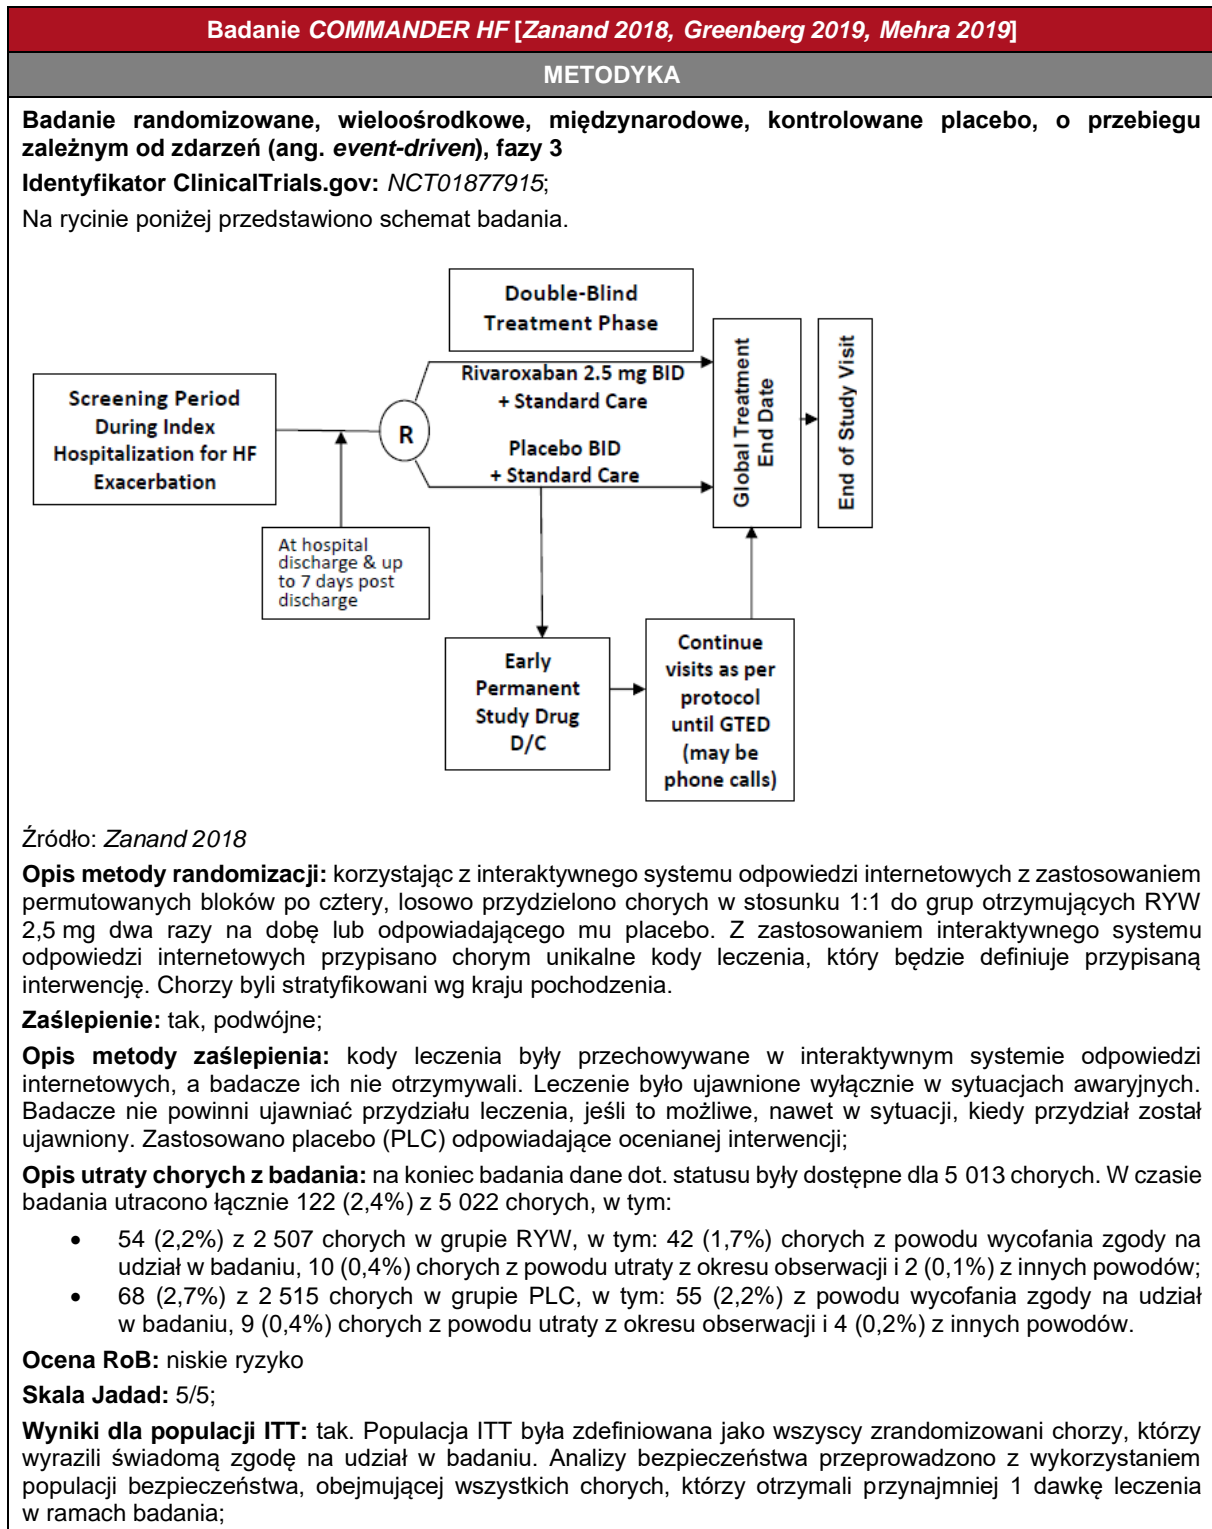 Badanie COMMANDER HF [Zanand 2018, Greenberg 2019, Mehra 2019]
METODYKA
Badanie randomizowane, wieloośrodkowe, międzynarodowe, kontrolowane placebo, o przebiegu
zależnym od zdarzeń (ang. event-driven), fazy 3
Identyfikator ClinicalTrials.gov: NCT01877915;
Na rycinie poniżej przedstawiono schemat badania.
Double-Blind
Treatment Phase
Screening Period
During Index
Hospitalization for HF
Exacerbation
R
Rivaroxaban 2.5 mg BID
+ Standard Care
Placebo BID
+ Standard Care
Global Treatment
End Date
End of Study Visit
At hospital
discharge & up
to 7 days post
discharge
Early
Permanent
Study Drug
D/C
Continue
visits as per
protocol
until GTED
(may be
phone calls)
Źródło: Zanand 2018
Opis metody randomizacji: korzystając z interaktywnego systemu odpowiedzi internetowych z zastosowaniem
permutowanych bloków po cztery, losowo przydzielono chorych w stosunku 1:1 do grup otrzymujących RYW
2,5 mg dwa razy na dobę lub odpowiadającego mu placebo. Z zastosowaniem interaktywnego systemu
odpowiedzi internetowych przypisano chorym unikalne kody leczenia, który będzie definiuje przypisaną
interwencję. Chorzy byli stratyfikowani wg kraju pochodzenia.
Zaślepienie: tak, podwójne;
Opis metody zaślepienia: kody leczenia były przechowywane w interaktywnym systemie odpowiedzi
internetowych, a badacze ich nie otrzymywali. Leczenie było ujawnione wyłącznie w sytuacjach awaryjnych.
Badacze nie powinni ujawniać przydziału leczenia, jeśli to możliwe, nawet w sytuacji, kiedy przydział został
ujawniony. Zastosowano placebo (PLC) odpowiadające ocenianej interwencji;
Opis utraty chorych z badania: na koniec badania dane dot. statusu były dostępne dla 5 013 chorych. W czasie
badania utracono łącznie 122 (2,4%) z 5 022 chorych, w tym:
• 54 (2,2%) z 2 507 chorych w grupie RYW, w tym: 42 (1,7%) chorych z powodu wycofania zgody na
udział w badaniu, 10 (0,4%) chorych z powodu utraty z okresu obserwacji i 2 (0,1%) z innych powodów;
• 68 (2,7%) z 2 515 chorych w grupie PLC, w tym: 55 (2,2%) z powodu wycofania zgody na udział
w badaniu, 9 (0,4%) chorych z powodu utraty z okresu obserwacji i 4 (0,2%) z innych powodów.
Ocena RoB: niskie ryzyko
Skala Jadad: 5/5;
Wyniki dla populacji ITT: tak. Populacja ITT była zdefiniowana jako wszyscy zrandomizowani chorzy, którzy
wyrazili świadomą zgodę na udział w badaniu. Analizy bezpieczeństwa przeprowadzono z wykorzystaniem
populacji bezpieczeństwa, obejmującej wszystkich chorych, którzy otrzymali przynajmniej 1 dawkę leczenia
w ramach badania;